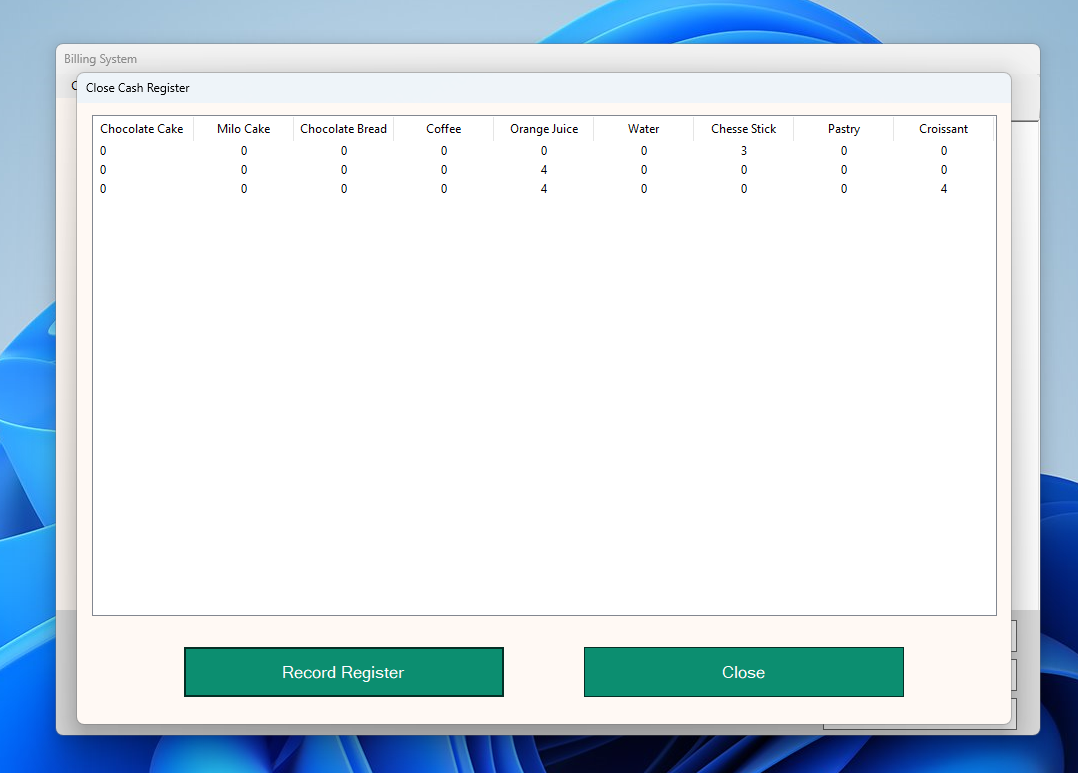 Billing System
C
Close Cash Register
Chocolate Cake Milo Cake Chocolate Bread Coffee Orange Juice Water Chesse Stick Pastry Croissant
0 0 0 0 0 0 3 0 0
0 0 0 0 4 0 0 0 0
0 0 0 0 4 0 0 0 4
Record Register Close